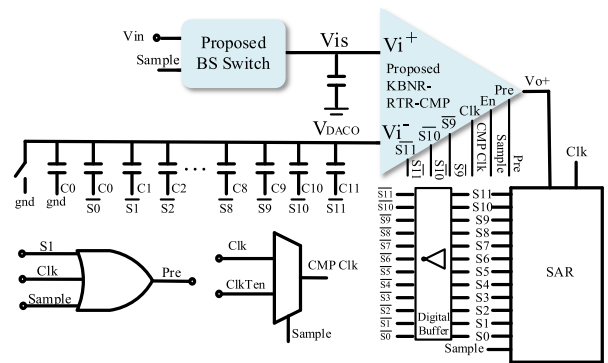 Vin
Sample
Proposed
BS Switch
Vis
Vi+
Proposed
KBNR-
RTR-CMP
Vi-
Pre
En
Clk
S9
S10
S11
Vo+
VDACO
S11
S10
S9
CMP Clk
Sample
Pre
Clk
gnd
gnd
C0
C0
C1
C2
...
C8
C9
C10
C11
S0
S1
S2
S8
S9
S10
S11
S11
S10
S9
S8
S7
S6
S5
S4
S3
S2
S1
S0
Digital
Buffer
S11
S10
S9
S8
S7
S6
S5
S4
S3
S2
S1
S0
Sample
SAR
S1
Clk
Sample
Pre
Clk
ClkTen
CMP Clk
Sample